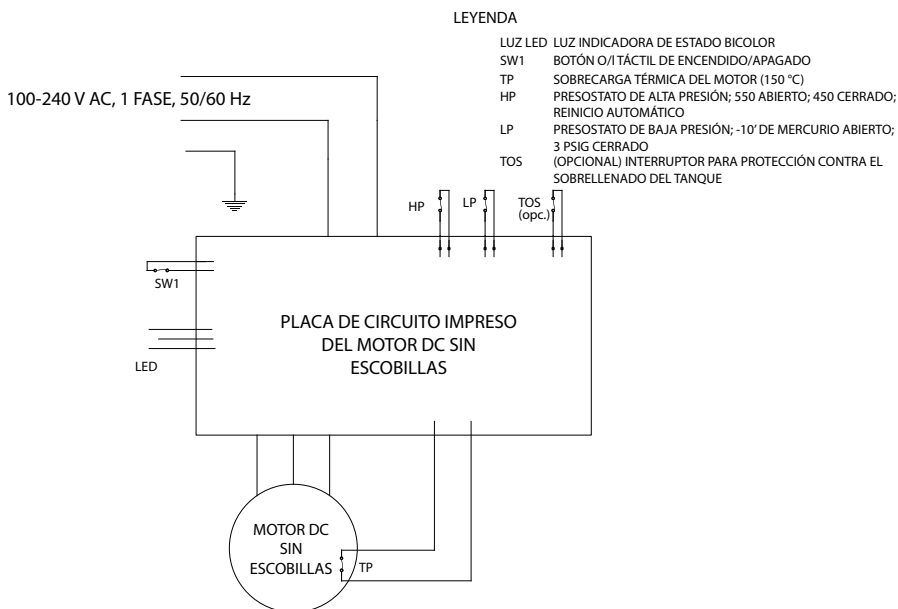 LEYENDA
LUZ LED LUZ INDICADORA DE ESTADO BICOLOR
SW1 BOTÓN O/I TÁCTIL DE ENCENDIDO/APAGADO
TP SOBRECARGA TÉRMICA DEL MOTOR (150 °C)
HP PRESOSTATO DE ALTA PRESIÓN; 550 ABIERTO; 450 CERRADO;
REINICIO AUTOMÁTICO
LP PRESOSTATO DE BAJA PRESIÓN; -10' DE MERCURIO ABIERTO;
3 PSIG CERRADO
TOS (OPCIONAL) INTERRUPTOR PARA PROTECCIÓN CONTRA EL
SOBRELLENADO DEL TANQUE
100-240 V AC, 1 FASE, 50/60 Hz
HP
LP
TOS
(opc.)
SW1
LED
PLACA DE CIRCUITO IMPRESO
DEL MOTOR DC SIN
ESCOBILLAS
MOTOR DC
SIN
ESCOBILLAS
TP